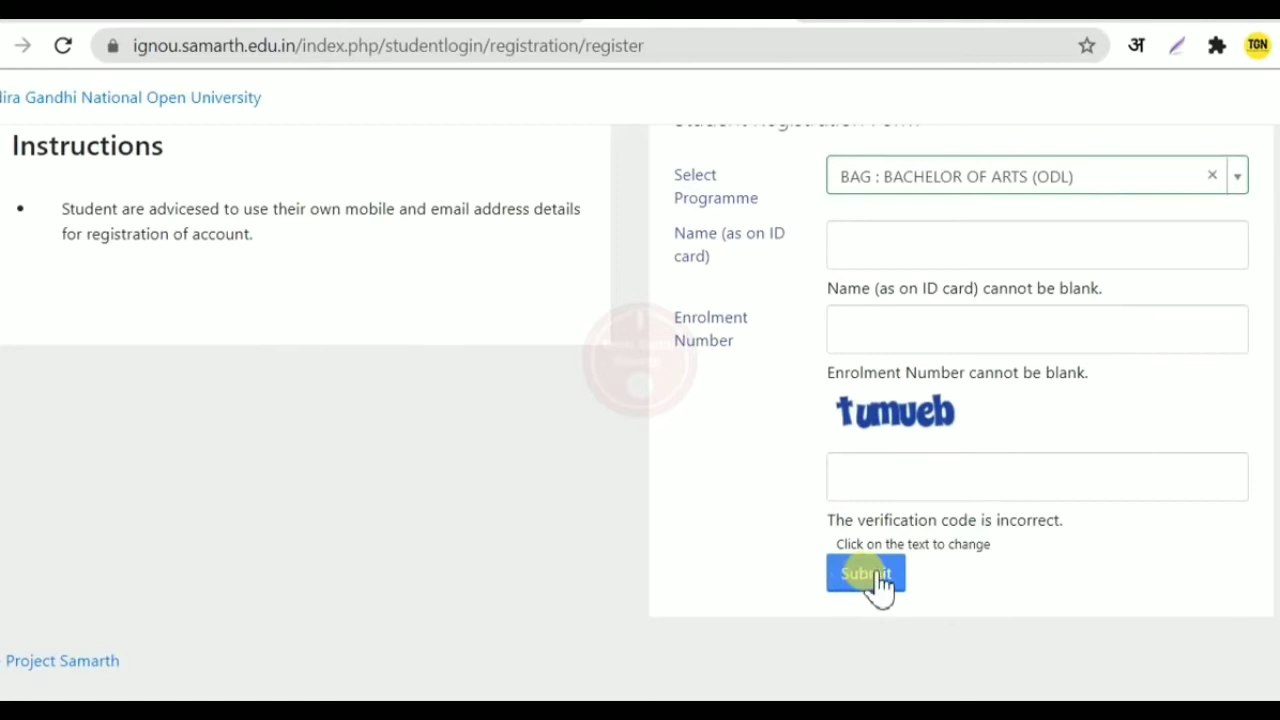 ignou.samarth.edu.in/index.php/studentlogin/registration/register
अ
TGN
dira Gandhi National Open University
Instructions
Student Registration Form
Student are advicesed to use their own mobile and email address details
for registration of account.
Select
Programme
BAG : BACHELOR OF ARTS (ODL)
Name (as on ID
card)
Name (as on ID card) cannot be blank.
Enrolment
Number
Enrolment Number cannot be blank.
tumueb
The verification code is incorrect.
Click on the text to change
Submit
Project Samarth